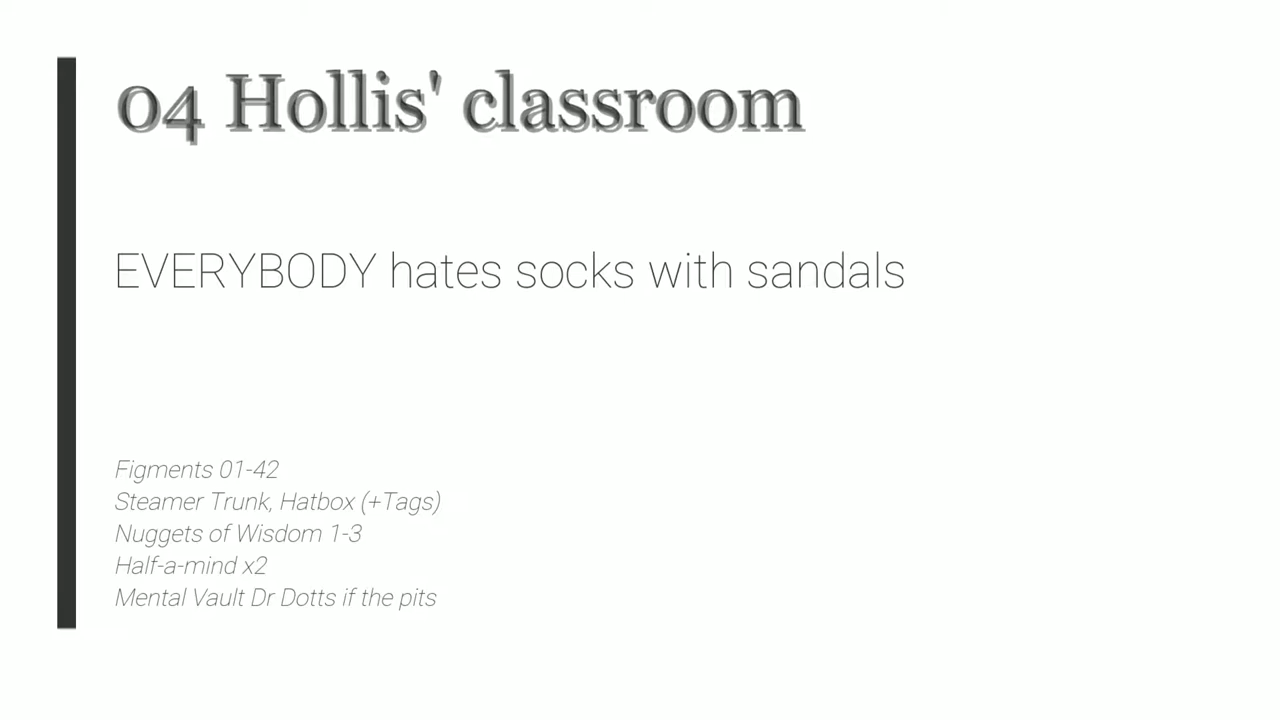 04 Hollis' classroom
EVERYBODY hates socks with sandals
Figments 01-42
Steamer Trunk, Hatbox (+Tags)
Nuggets of Wisdom 1-3
Half-a-mind x2
Mental Vault Dr Dotts if the pits